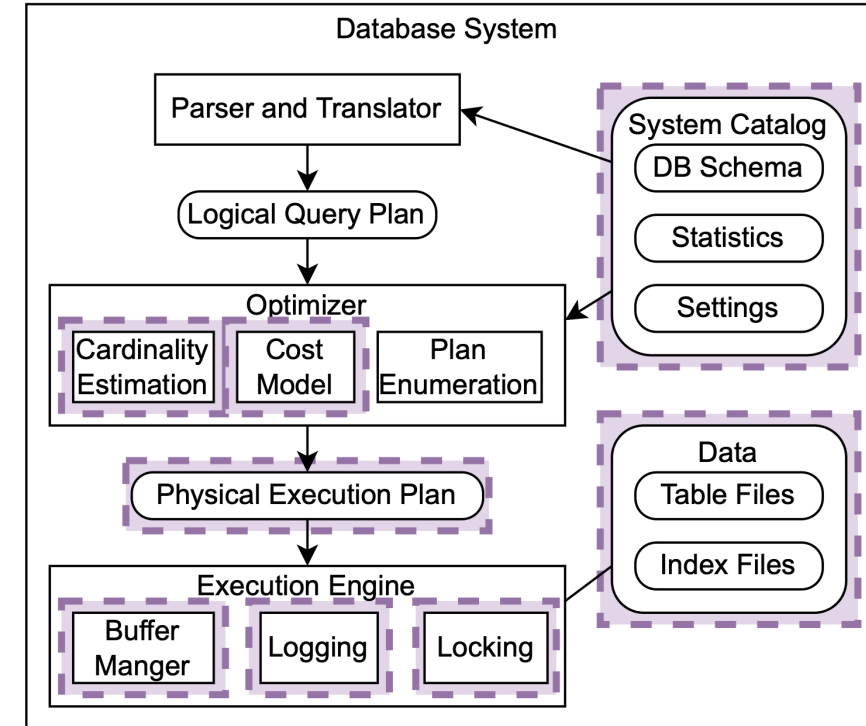 Database System
Parser and Translator
System Catalog
DB Schema
Logical Query Plan
Statistics
Settings
Optimizer
Cardinality
Estimation
Cost
Model
Plan
Enumeration
Physical Execution Plan
Data
Table Files
Index Files
Execution Engine
Buffer
Manger
Logging
Locking